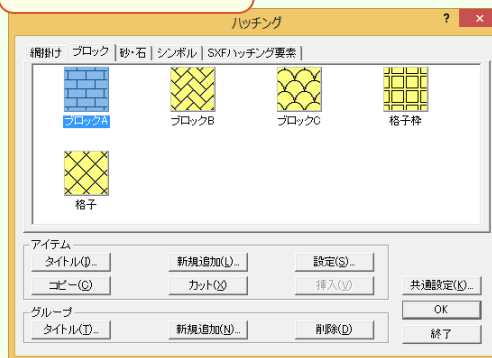 ハッチング ? ×
網掛け ブロック 砂・石 シンボル SXFハッチング要素
ブロックA ブロックB ブロックC 格子枠
格子
アイテム
タイトル(I)... 新規追加(L)... 設定(S)...
コピー(C) カット(X) 挿入(V) 共通設定(K)...
グループ OK
タイトル(T)... 新規追加(N)... 削除(D) 終了